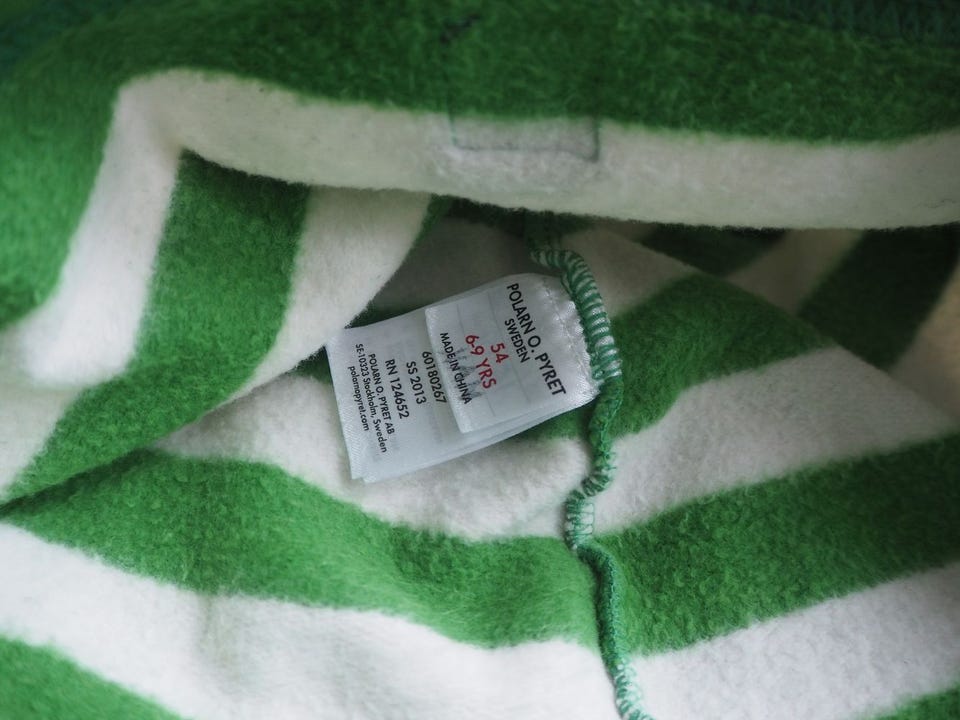 POLARN O. PYRET
SWEDEN
54
6-9 YRS
MADE IN CHINA
60180267
SS 2013
RN 124652
POLARN O. PYRET AB
SE-10323 Stockholm, Sweden
polarnopyret.com